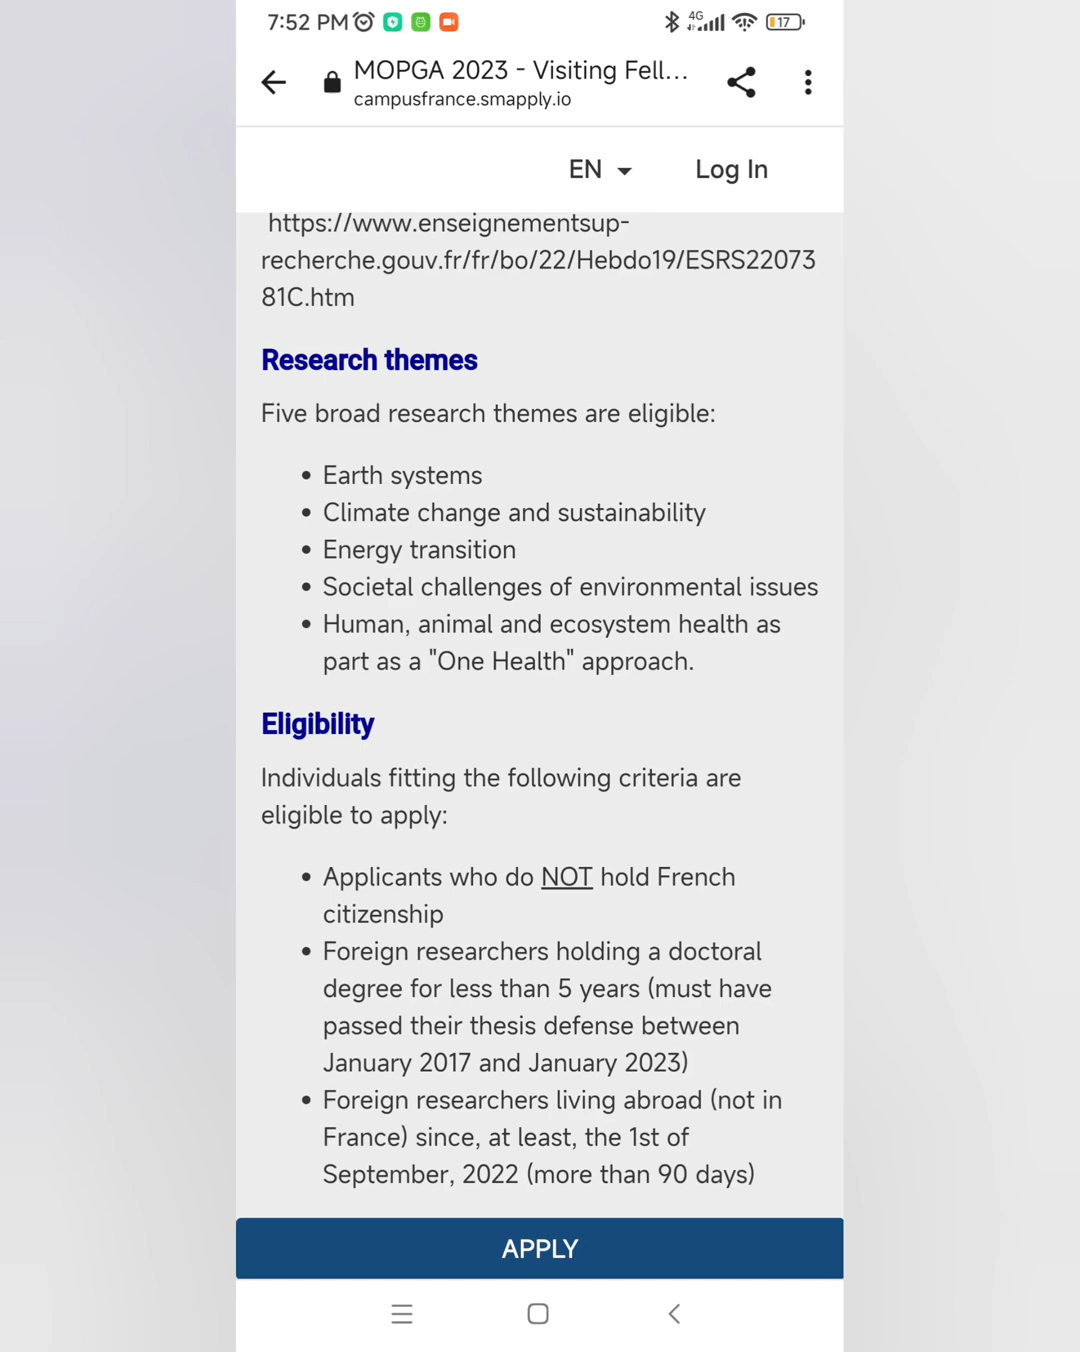 7:52 PM 4G 17
MOPGA 2023 - Visiting Fell...
campusfrance.smapply.io
EN Log In
https://www.enseignementsup-
recherche.gouv.fr/fr/bo/22/Hebdo19/ESRS22073
81C.htm
Research themes
Five broad research themes are eligible:
• Earth systems
• Climate change and sustainability
• Energy transition
• Societal challenges of environmental issues
• Human, animal and ecosystem health as
part as a "One Health" approach.
Eligibility
Individuals fitting the following criteria are
eligible to apply:
• Applicants who do NOT hold French
citizenship
• Foreign researchers holding a doctoral
degree for less than 5 years (must have
passed their thesis defense between
January 2017 and January 2023)
• Foreign researchers living abroad (not in
France) since, at least, the 1st of
September, 2022 (more than 90 days)
APPLY